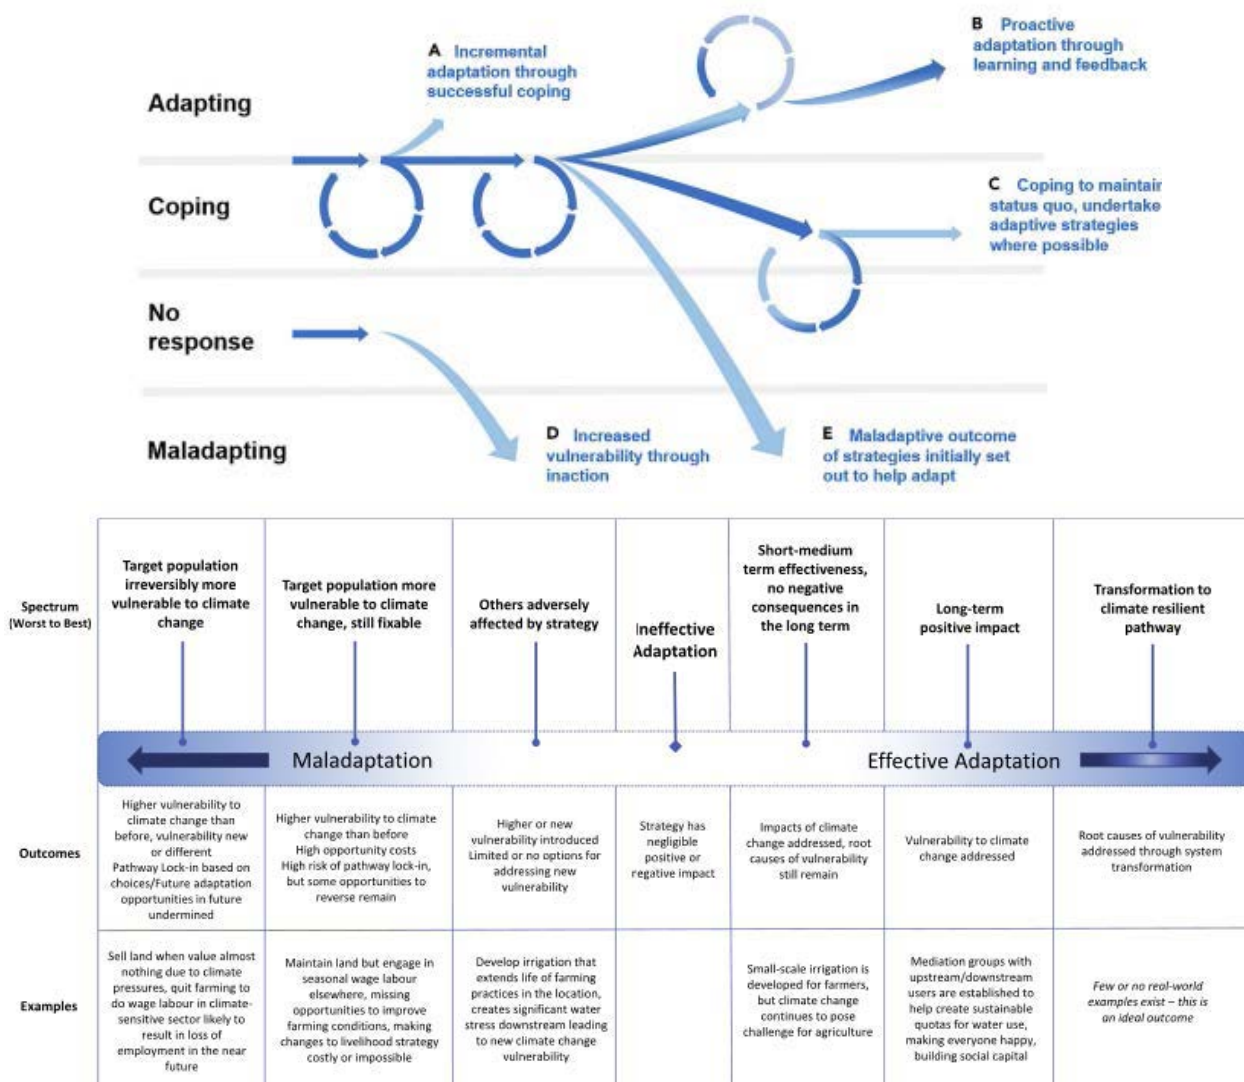 A Incremental
adaptation through
successful coping
B Proactive
adaptation through
learning and feedback
Adapting
Coping
C Coping to maintain
status quo, undertake
adaptive strategies
where possible
No
response
Maladapting
D Increased
vulnerability through
inaction
E Maladaptive outcome
of strategies initially set
out to help adapt
Spectrum
(Worst to Best)
Target population
irreversibly more
vulnerable to climate
change
Target population more
vulnerable to climate
change, still fixable
Others adversely
affected by strategy
Ineffective
Adaptation
Short-medium
term effectiveness,
no negative
consequences in
the long term
Long-term
positive impact
Transformation to
climate resilient
pathway
Maladaptation
Effective Adaptation
Outcomes
Higher vulnerability to
climate change than
before, vulnerability new
or different
Pathway Lock-in based on
choices/Future adaptation
opportunities in future
undermined
Higher vulnerability to climate
change than before
High opportunity costs
High risk of pathway lock-in,
but some opportunities to
reverse remain
Higher or new
vulnerability introduced
Limited or no options for
addressing new
vulnerability
Strategy has
negligible
positive or
negative impact
Impacts of climate
change addressed, root
causes of vulnerability
still remain
Vulnerability to climate
change addressed
Root causes of vulnerability
addressed through system
transformation
Examples
Sell land when value almost
nothing due to climate
pressures, quit farming to
do wage labour in climate-
sensitive sector likely to
result in loss of
employment in the near
future
Maintain land but engage in
seasonal wage labour
elsewhere, missing
opportunities to improve
farming conditions, making
changes to livelihood strategy
costly or impossible
Develop irrigation that
extends life of farming
practices in the location,
creates significant water
stress downstream leading
to new climate change
vulnerability
Small-scale irrigation is
developed for farmers,
but climate change
continues to pose
challenge for agriculture
Mediation groups with
upstream/downstream
users are established to
help create sustainable
quotas for water use,
making everyone happy,
building social capital
Few or no real-world
examples exist – this is
an ideal outcome